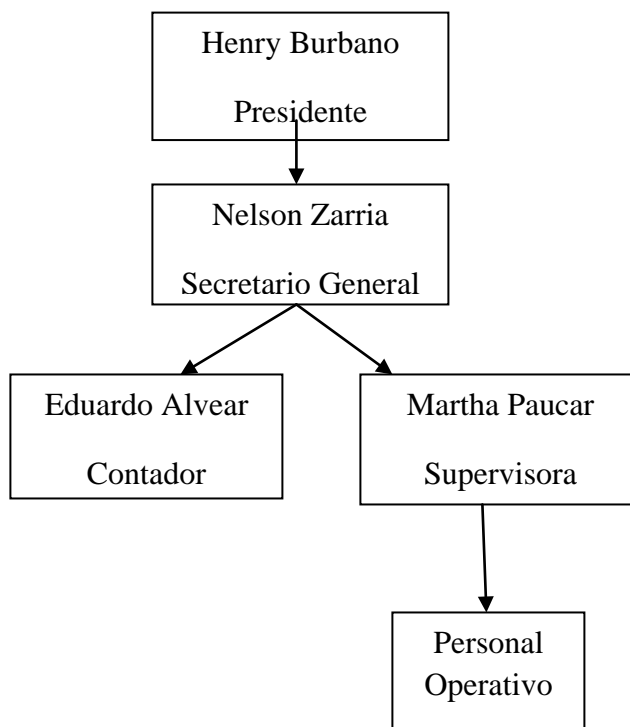 Henry Burbano
Presidente
Nelson Zarria
Secretario General
Eduardo Alvear
Contador
Martha Paucar
Supervisora
Personal
Operativo